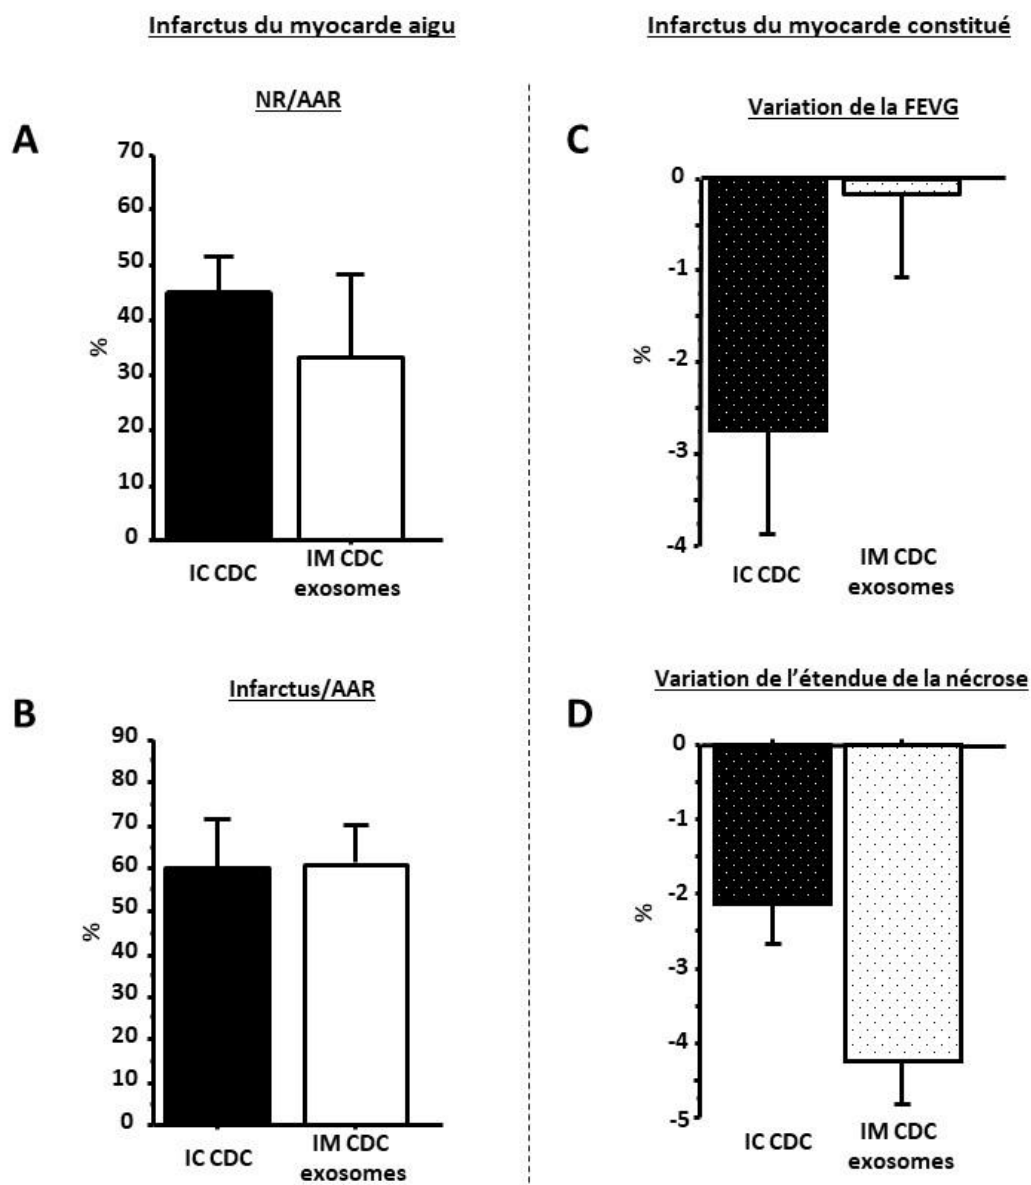 Infarctus du myocarde aigu
Infarctus du myocarde constitué
NR/AAR
A
70
60
50
40
30
20
10
0
%
IC CDC
IM CDC
exosomes
Variation de la FEVG
C
0
-1
-2
-3
-4
%
IC CDC
IM CDC
exosomes
Infarctus/AAR
B
90
80
70
60
50
40
30
20
10
0
%
IC CDC
IM CDC
exosomes
Variation de l'étendue de la nécrose
D
0
-1
-2
-3
-4
-5
%
IC CDC
IM CDC
exosomes